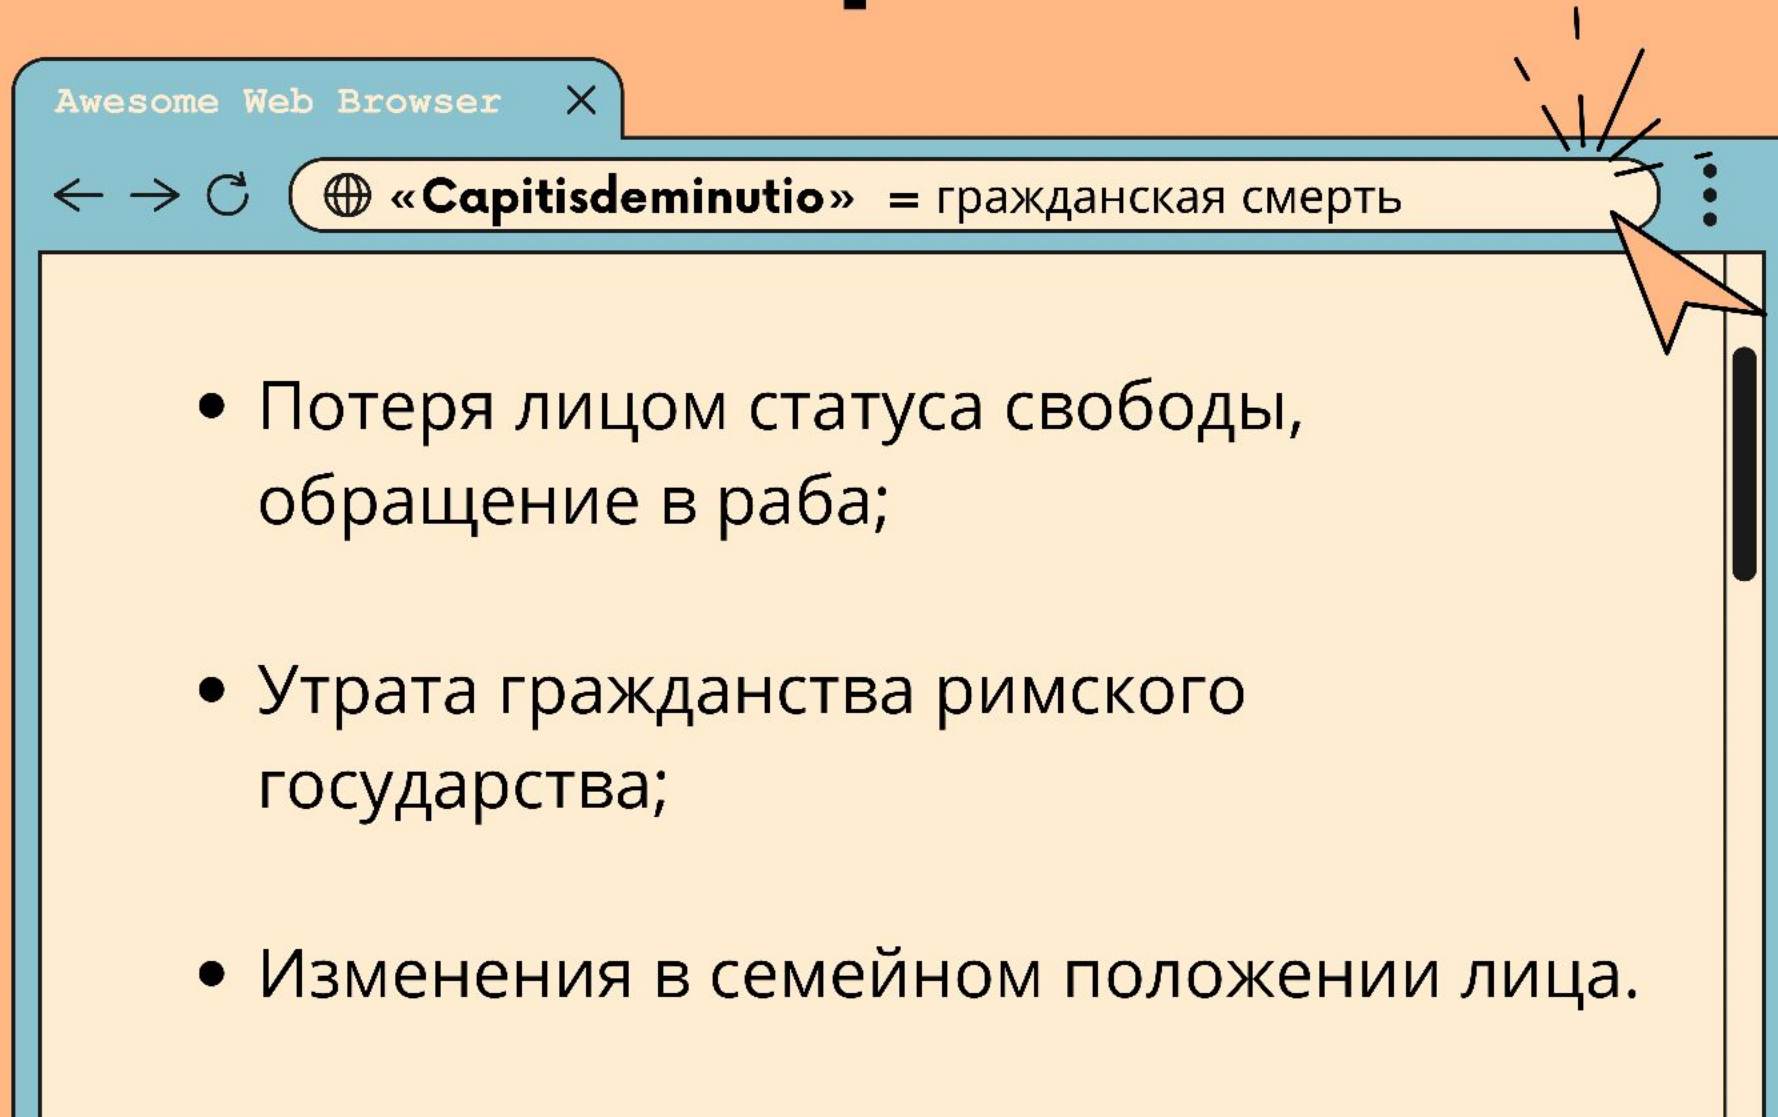 Awesome Web Browser
«Capitisdeminutio» = гражданская смерть
• Потеря лицом статуса свободы,
обращение в раба;
• Утрата гражданства римского
государства;
• Изменения в семейном положении лица.